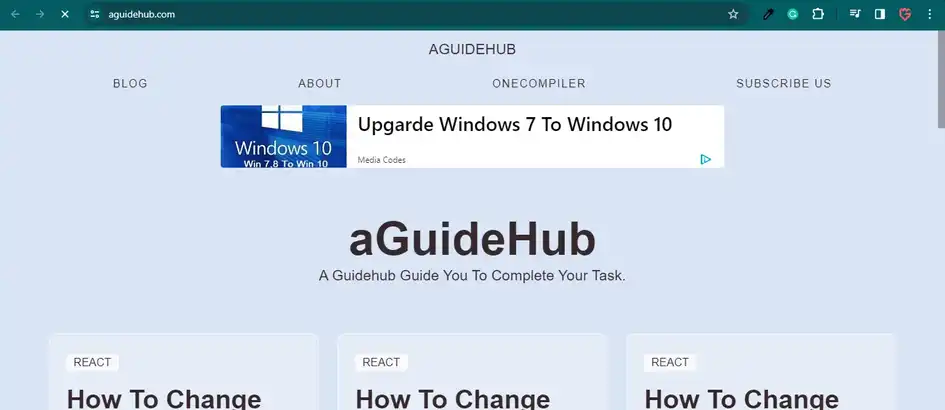 aguidehub.com
AGUIDEHUB
BLOG ABOUT ONECOMPILER SUBSCRIBE US
Windows 10
Win 7,8 To Win 10
Upgarde Windows 7 To Windows 10
Media Codes
aGuideHub
A Guidehub Guide You To Complete Your Task.
REACT REACT REACT
How To Change How To Change How To Change